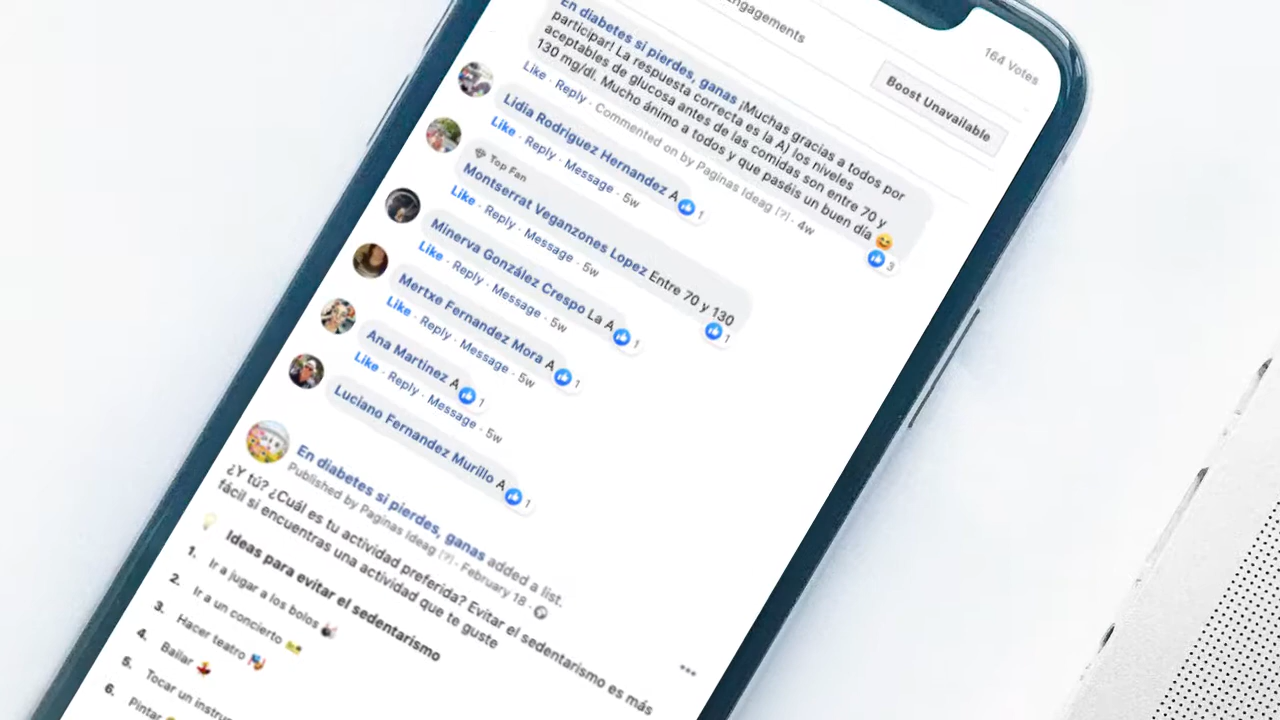 Engagements
164 Votes
Boost Unavailable
En diabetes si pierdes, ganas ¡Muchas gracias a todos por
participar! La respuesta correcta es la A) los niveles
aceptables de glucosa antes de las comidas son entre 70 y
130 mg/dl. Mucho ánimo a todos y que paséis un buen día 😄
3
Like · Reply · Commented on by Paginas Ideag [?] · 4w
Lidia Rodriguez Hernandez A
1
Like · Reply · Message · 5w
Top Fan
Montserrat Veganzones Lopez Entre 70 y 130
1
Like · Reply · Message · 5w
Minerva González Crespo La A
1
Like · Reply · Message · 5w
Mertxe Fernandez Mora A
1
Like · Reply · Message · 5w
Ana Martinez A
1
Like · Reply · Message · 5w
Luciano Fernandez Murillo A
1
En diabetes si pierdes, ganas added a list.
Published by Paginas Ideag [?] · February 18 ·
¿Y tú? ¿Cuál es tu actividad preferida? Evitar el sedentarismo es más
fácil si encuentras una actividad que te guste
💡 Ideas para evitar el sedentarismo
1. Ir a jugar a los bolos 🎳
2. Ir a un concierto
3. Hacer teatro 🎭
4. Bailar 💃
5. Tocar un
6. Pintar